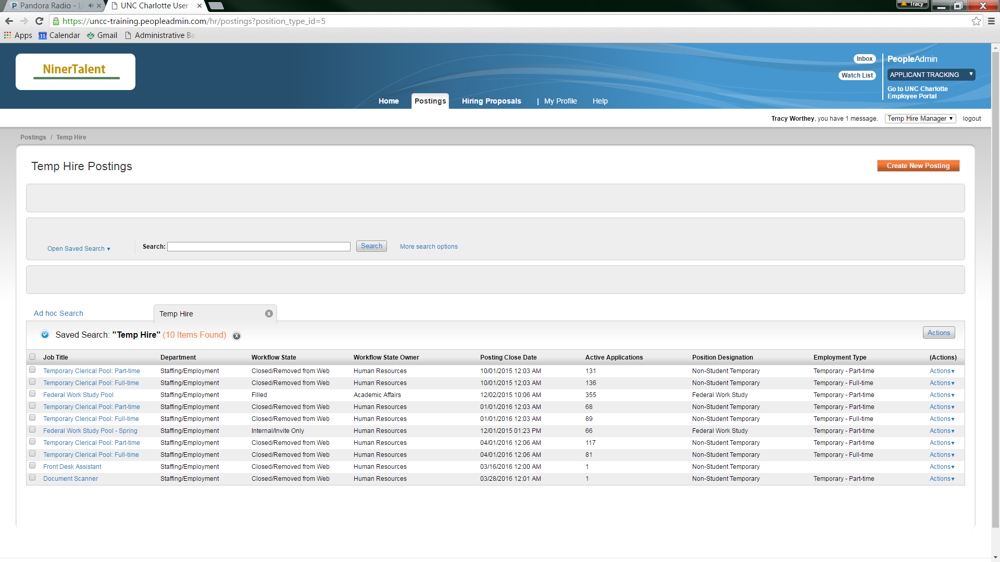 Pandora Radio - Li
UNC Charlotte User S
Tracy
https://uncc-training.peopleadmin.com/hr/postings?position_type_id=5
Apps 11 Calendar Gmail Administrative Ba
NinerTalent
Inbox
Watch List
PeopleAdmin
APPLICANT TRACKING
Go to UNC Charlotte
Employee Portal
Home Postings Hiring Proposals | My Profile Help
Tracy Worthey, you have 1 message. Temp Hire Manager logout
Postings / Temp Hire
Temp Hire Postings
Create New Posting
Open Saved Search Search: Search More search options
Ad hoc Search
Temp Hire
Saved Search: "Temp Hire" (10 Items Found)
Actions
Job Title Department Workflow State Workflow State Owner Posting Close Date Active Applications Position Designation Employment Type (Actions)
Temporary Clerical Pool: Part-time Staffing/Employment Closed/Removed from Web Human Resources 10/01/2015 12:03 AM 131 Non-Student Temporary Temporary - Part-time Actions
Temporary Clerical Pool: Full-time Staffing/Employment Closed/Removed from Web Human Resources 10/01/2015 12:03 AM 136 Non-Student Temporary Temporary - Full-time Actions
Federal Work Study Pool Staffing/Employment Filled Academic Affairs 12/02/2015 10:06 AM 355 Federal Work Study Temporary - Part-time Actions
Temporary Clerical Pool: Part-time Staffing/Employment Closed/Removed from Web Human Resources 01/01/2016 12:03 AM 68 Non-Student Temporary Temporary - Part-time Actions
Temporary Clerical Pool: Full-time Staffing/Employment Closed/Removed from Web Human Resources 01/01/2016 12:03 AM 89 Non-Student Temporary Temporary - Full-time Actions
Federal Work Study Pool - Spring Staffing/Employment Internal/Invite Only Human Resources 12/01/2015 01:23 PM 66 Federal Work Study Temporary - Part-time Actions
Temporary Clerical Pool: Part-time Staffing/Employment Closed/Removed from Web Human Resources 04/01/2016 12:06 AM 117 Non-Student Temporary Temporary - Part-time Actions
Temporary Clerical Pool: Full-time Staffing/Employment Closed/Removed from Web Human Resources 04/01/2016 12:06 AM 81 Non-Student Temporary Temporary - Full-time Actions
Front Desk Assistant Staffing/Employment Closed/Removed from Web Human Resources 03/16/2016 12:00 AM 1 Non-Student Temporary Actions
Document Scanner Staffing/Employment Closed/Removed from Web Human Resources 03/28/2016 12:01 AM 1 Non-Student Temporary Temporary - Part-time Actions